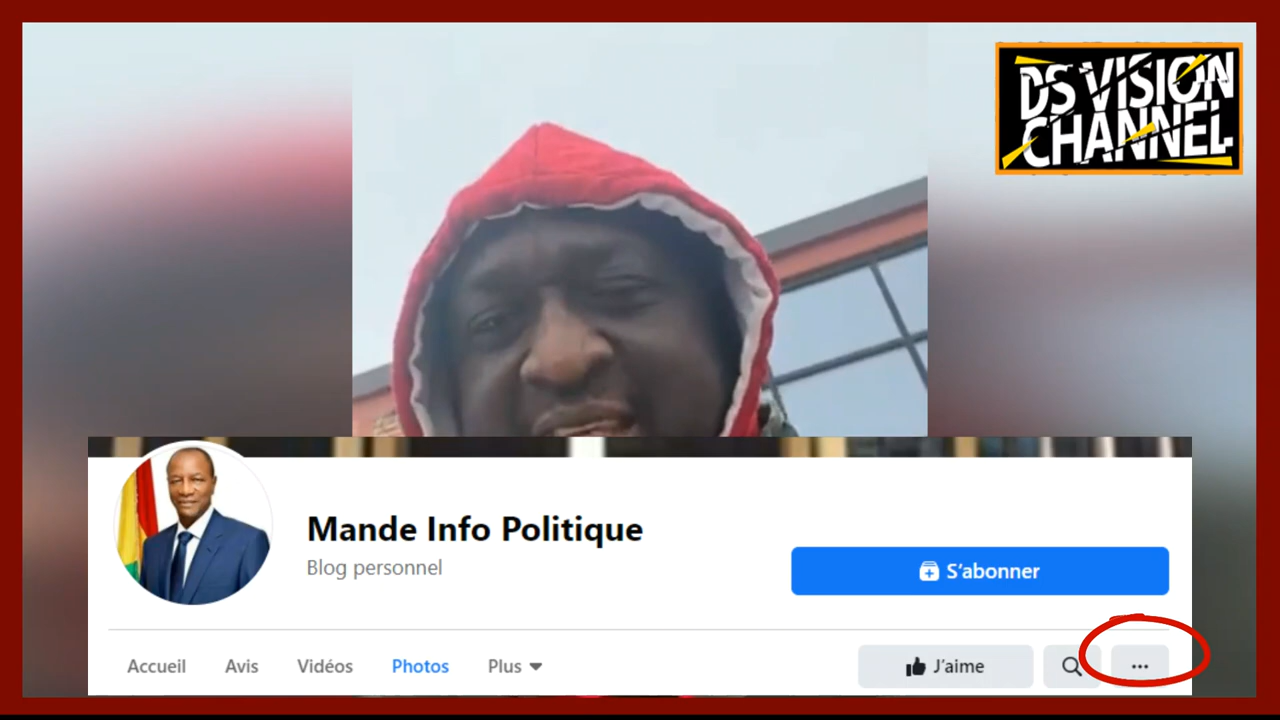 DS VISION
CHANNEL
Mande Info Politique
Blog personnel
S'abonner
Accueil Avis Vidéos Photos Plus
J'aime